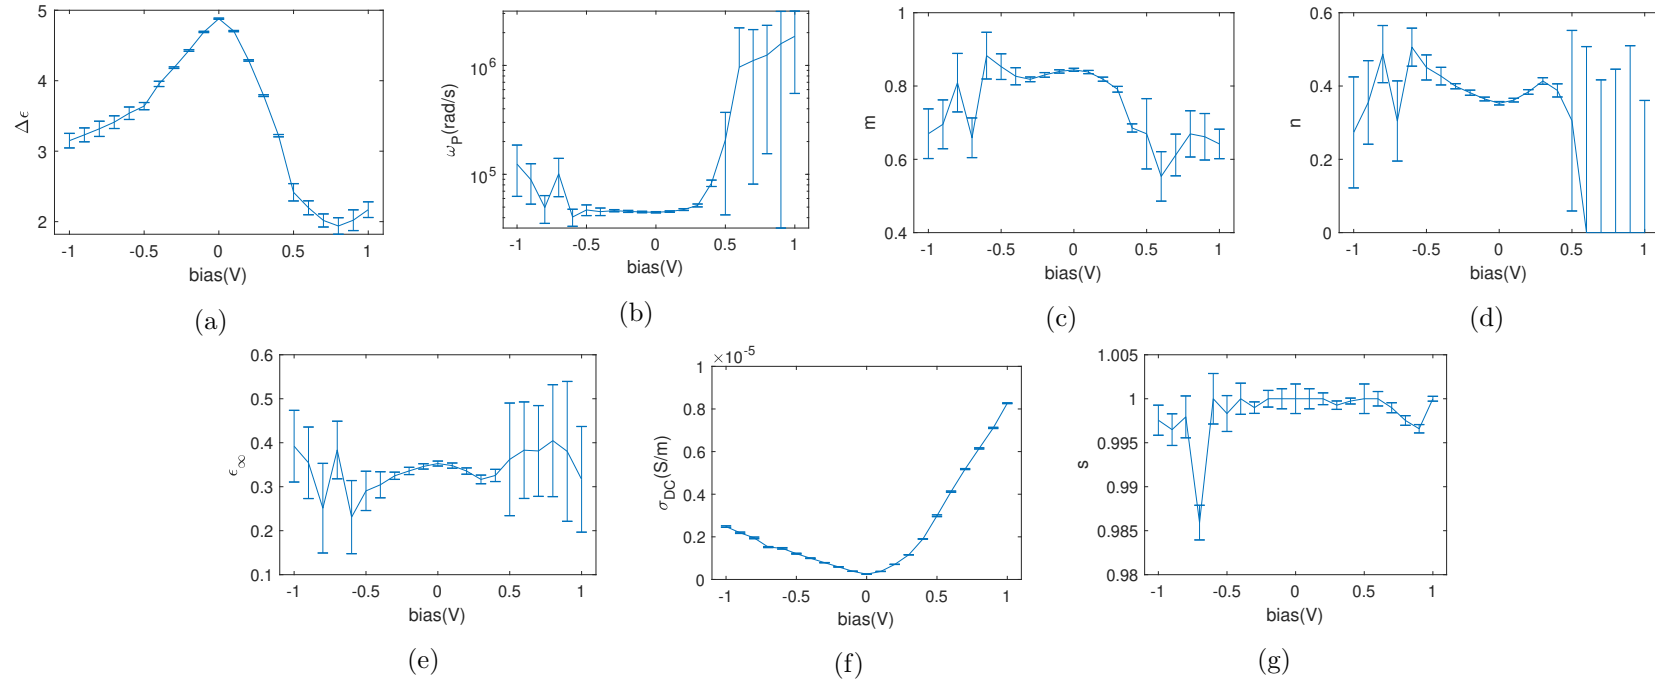 5
4
3
2
Δϵ
-1 -0.5 0 0.5 1
bias(V)
(a)
10^6
10^5
ω_P(rad/s)
-1 -0.5 0 0.5 1
bias(V)
(b)
1
0.8
0.6
0.4
m
-1 -0.5 0 0.5 1
bias(V)
(c)
0.6
0.4
0.2
0
n
-1 -0.5 0 0.5 1
bias(V)
(d)
0.6
0.5
0.4
0.3
0.2
0.1
ϵ_∞
-1 -0.5 0 0.5 1
bias(V)
(e)
×10^-5
1
0.8
0.6
0.4
0.2
0
σ_DC(S/m)
-1 -0.5 0 0.5 1
bias(V)
(f)
1.005
1
0.995
0.99
0.985
0.98
s
-1 -0.5 0 0.5 1
bias(V)
(g)